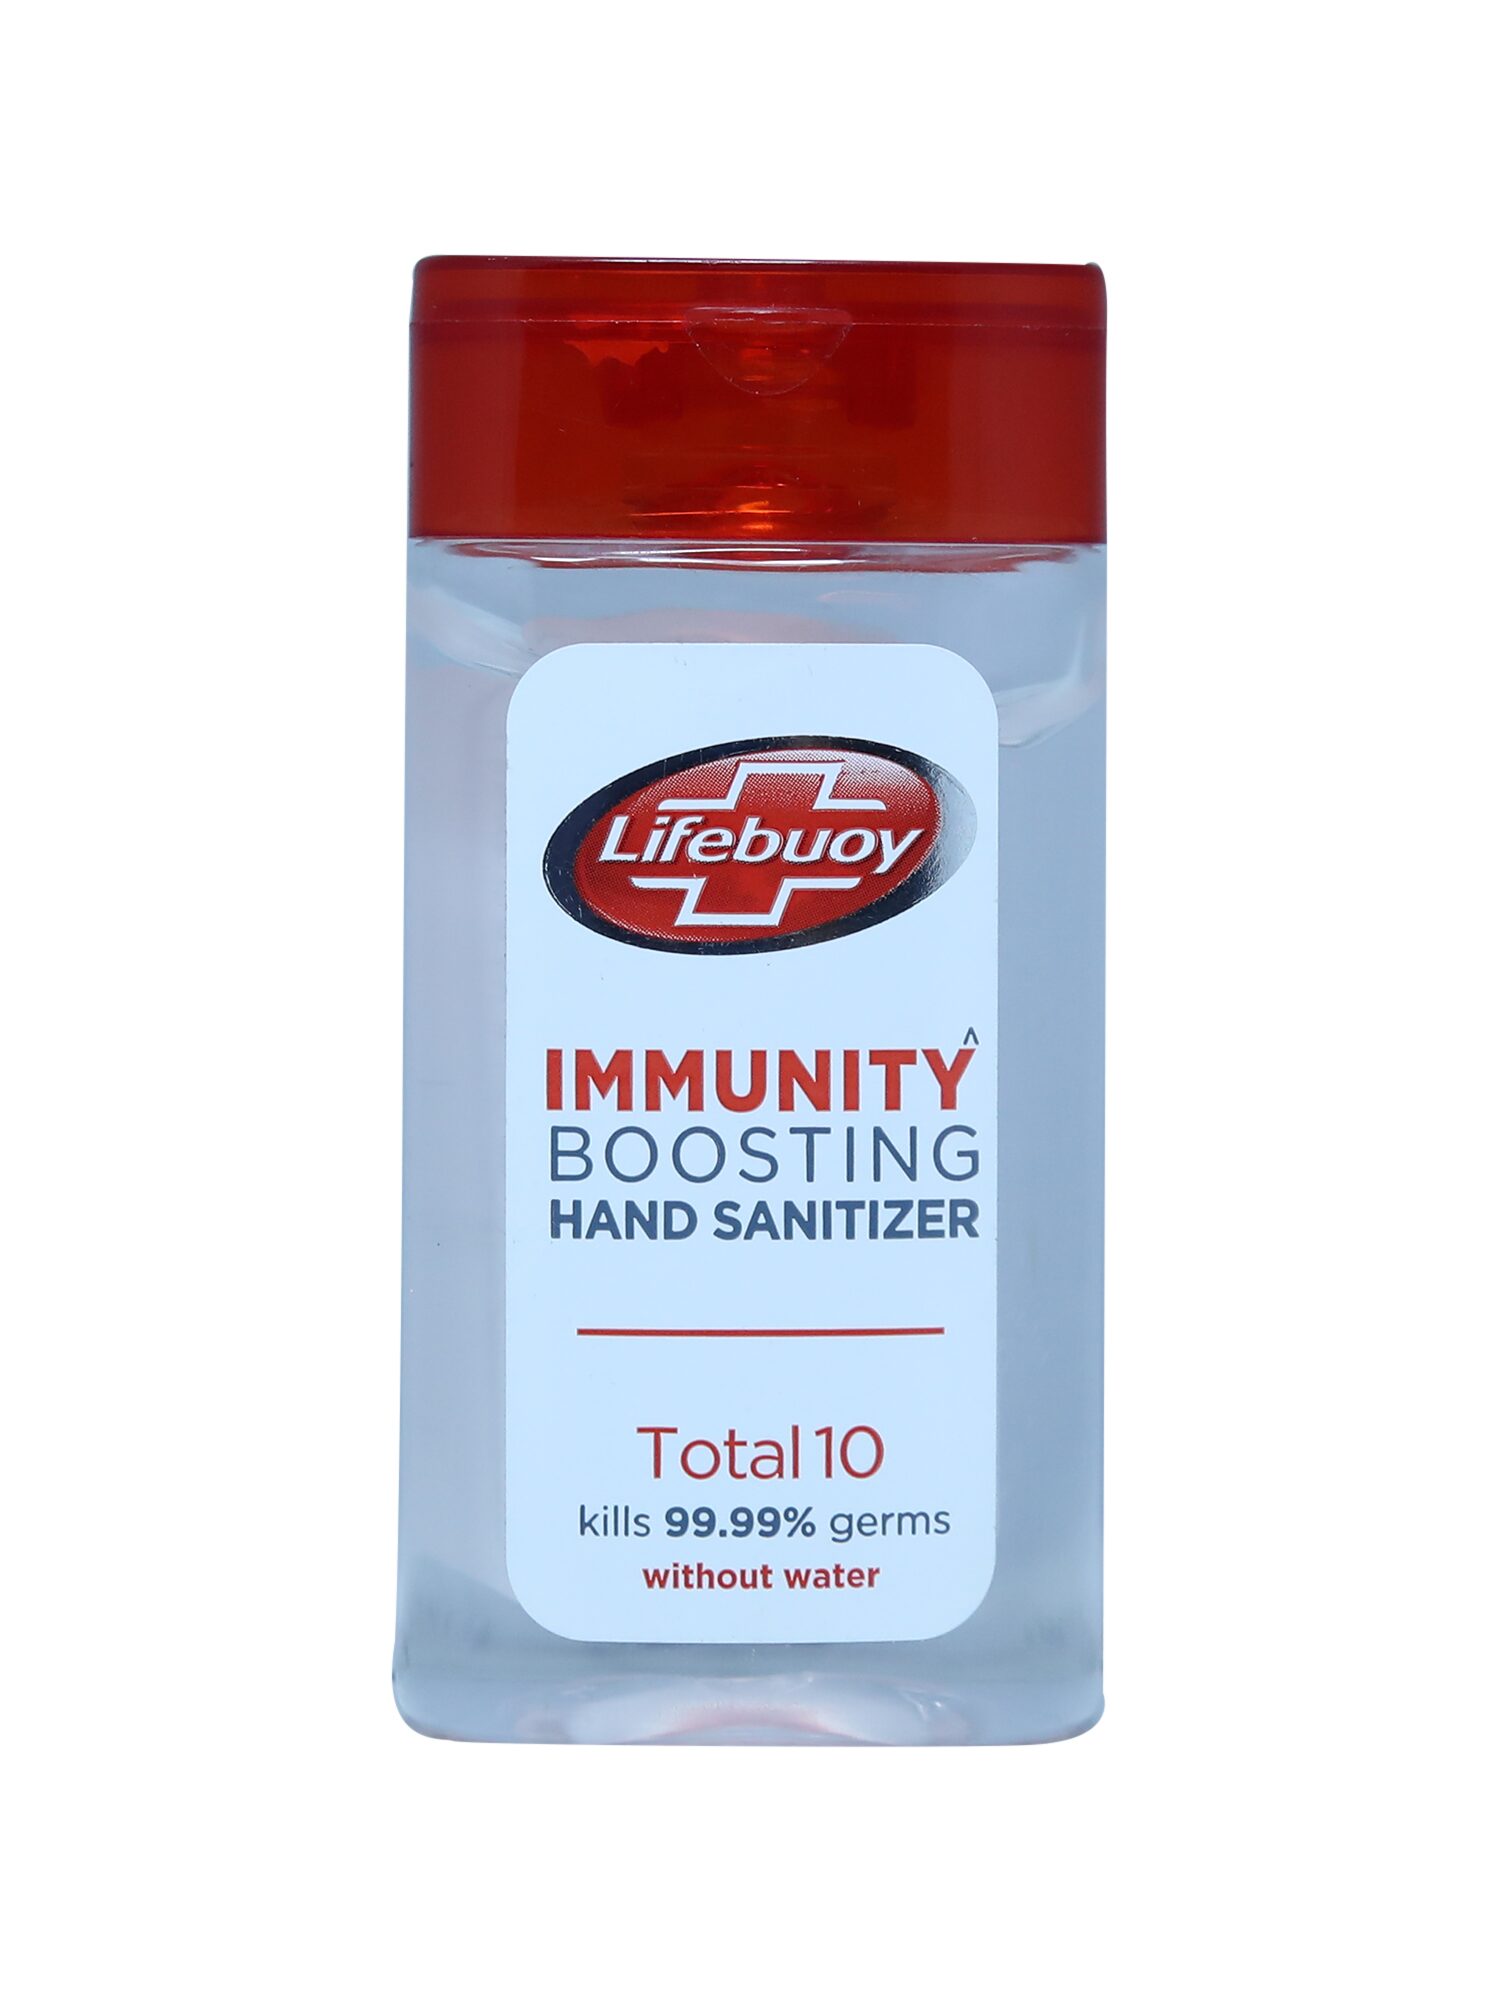 Lifebuoy
IMMUNITY^
BOOSTING
HAND SANITIZER
Total 10
kills 99.99% germs
without water